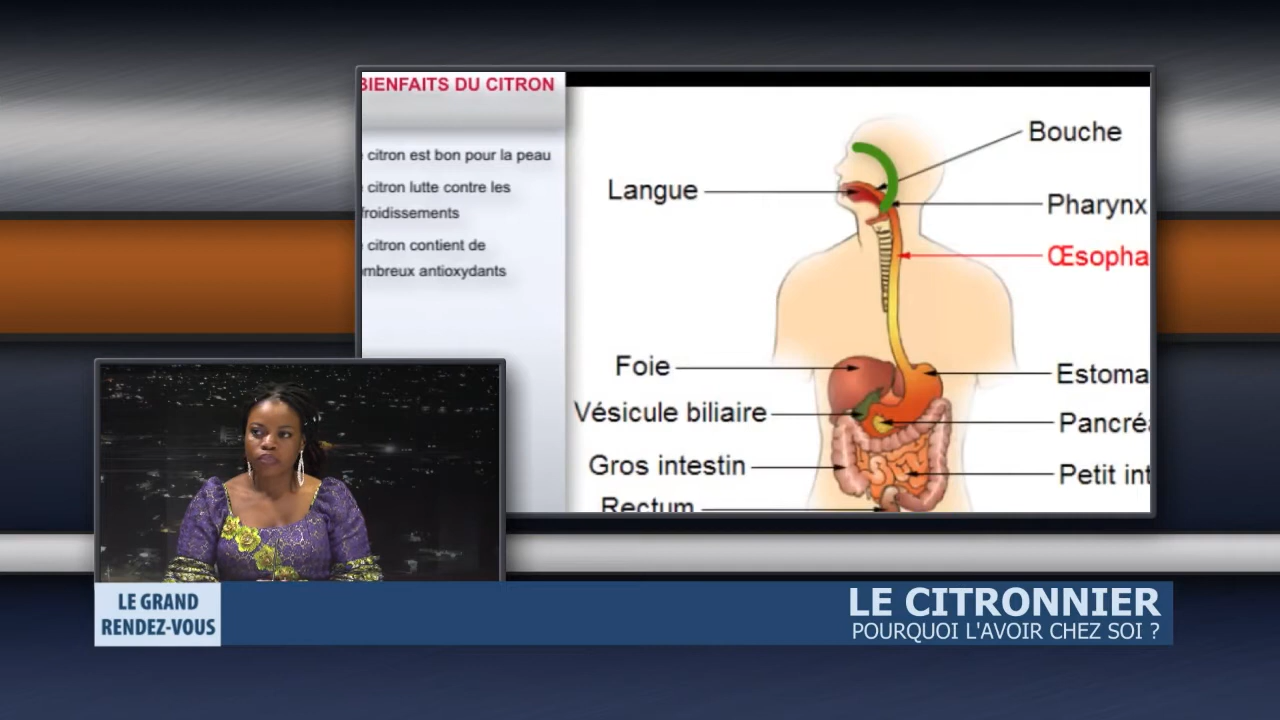 BIENFAITS DU CITRON
citron est bon pour la peau
citron lutte contre les
froidissements
citron contient de
mbreux antioxydants
Bouche
Langue
Pharynx
Œsopha
Foie
Estoma
Vésicule biliaire
Pancré
Gros intestin
Petit int
Rectum
LE GRAND
RENDEZ-VOUS
LE CITRONNIER
POURQUOI L'AVOIR CHEZ SOI ?